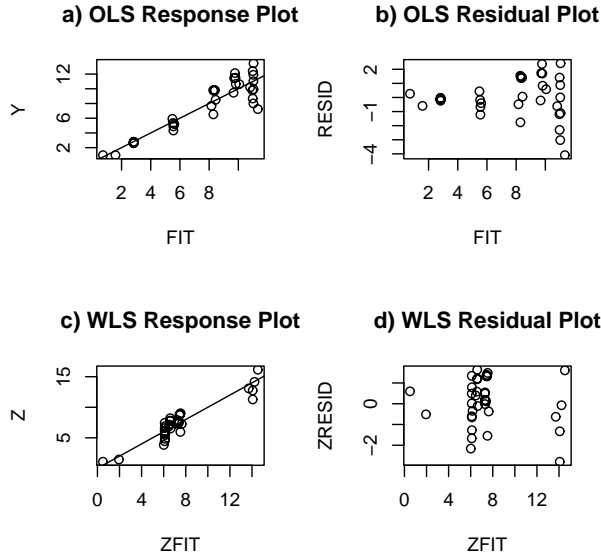 a) OLS Response Plot
Y
2 6 12
2 4 6 8
FIT
b) OLS Residual Plot
RESID
−4 −1 2
2 4 6 8
FIT
c) WLS Response Plot
Z
5 15
0 4 8 12
ZFIT
d) WLS Residual Plot
ZRESID
−2 0
0 4 8 12
ZFIT